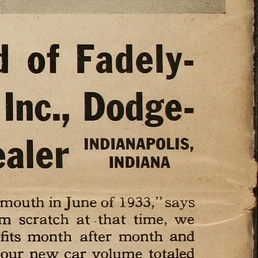 d of Fadely-
Inc., Dodge-
ealer INDIANAPOLIS,
INDIANA
mouth in June of 1933," says
m scratch at that time, we
fits month after month and
our new car volume totaled